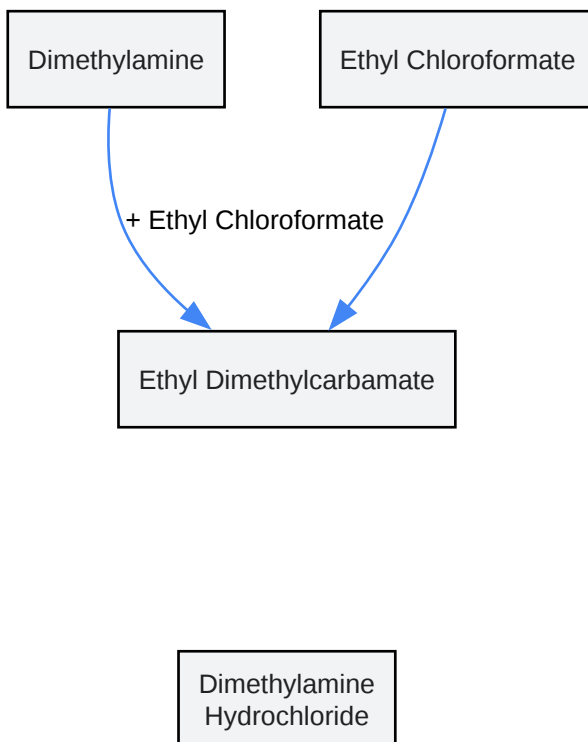 Dimethylamine
Ethyl Chloroformate
+ Ethyl Chloroformate
Ethyl Dimethylcarbamate
Dimethylamine
Hydrochloride